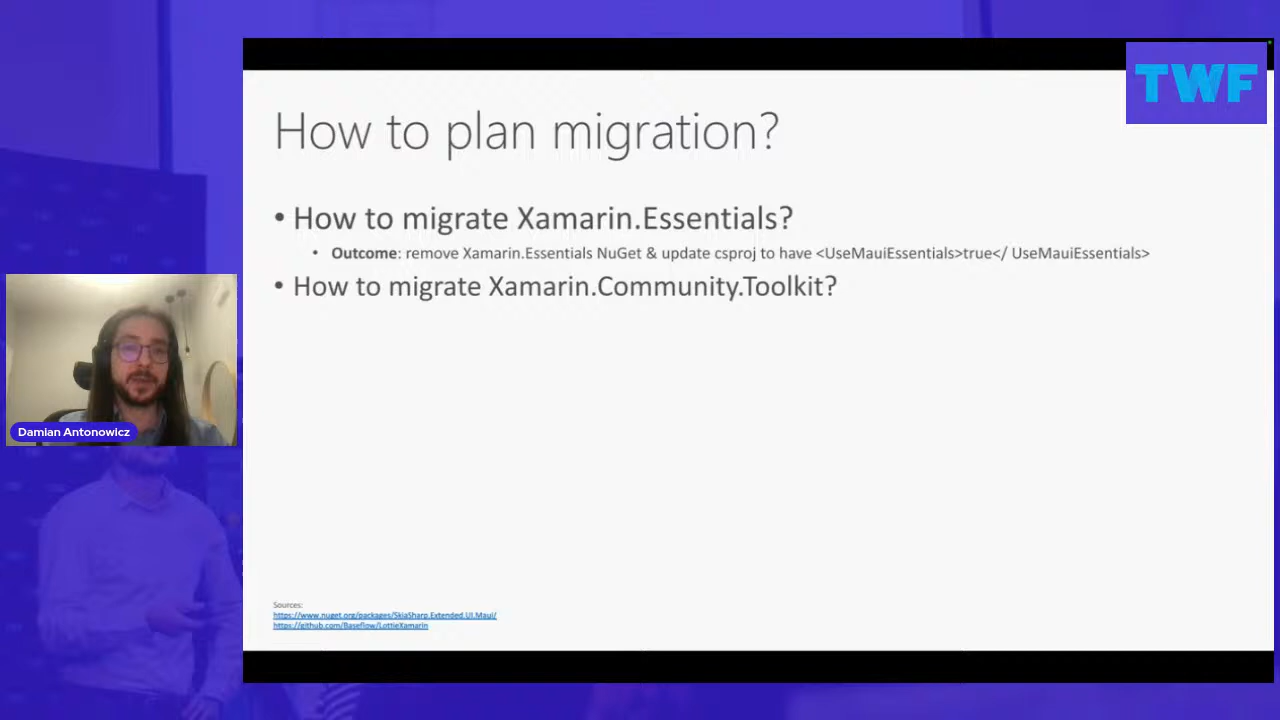 TWF
How to plan migration?
• How to migrate Xamarin.Essentials?
• Outcome: remove Xamarin.Essentials NuGet & update csproj to have <UseMauiEssentials>true</ UseMauiEssentials>
• How to migrate Xamarin.Community.Toolkit?
Damian Antonowicz
Sources:
https://www.nuget.org/packages/SkiaSharp.Extended.UI.Maui/
https://github.com/Baseflow/LottieXamarin